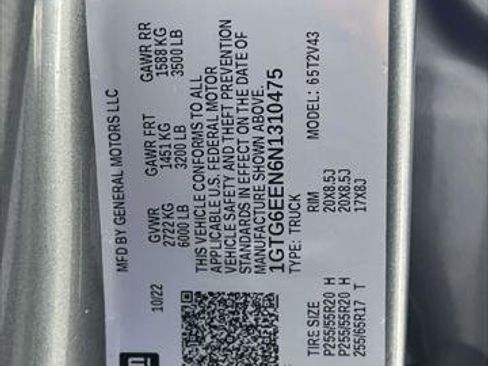 MFD BY GENERAL MOTORS LLC
10/22 GVWR GAWR FRT GAWR RR
2722 KG 1451 KG 1588 KG
6000 LB 3200 LB 3500 LB
THIS VEHICLE CONFORMS TO ALL
APPLICABLE U.S. FEDERAL MOTOR
VEHICLE SAFETY AND THEFT PREVENTION
STANDARDS IN EFFECT ON THE DATE OF
MANUFACTURE SHOWN ABOVE.
1GTG6EEN6N1310475
TYPE: TRUCK MODEL: 65T2V43
TIRE SIZE RIM
P255/55R20 H 20X8.5J
P255/55R20 H 20X8.5J
255/65R17 T 17X8J